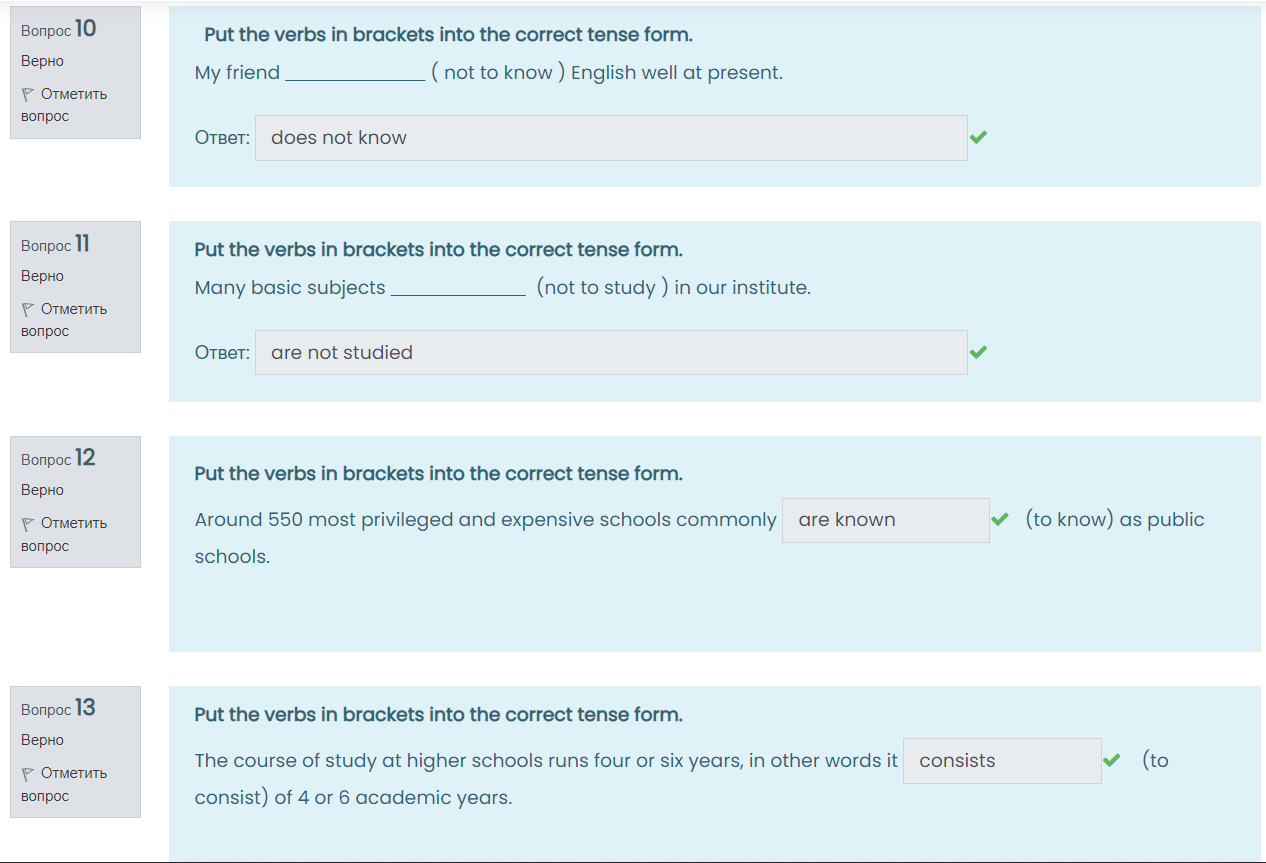 Вопрос 10
Верно
Отметить
вопрос
Put the verbs in brackets into the correct tense form.
My friend _____________ ( not to know ) English well at present.
Ответ: does not know
Вопрос 11
Верно
Отметить
вопрос
Put the verbs in brackets into the correct tense form.
Many basic subjects _____________ (not to study ) in our institute.
Ответ: are not studied
Вопрос 12
Верно
Отметить
вопрос
Put the verbs in brackets into the correct tense form.
Around 550 most privileged and expensive schools commonly are known (to know) as public
schools.
Вопрос 13
Верно
Отметить
вопрос
Put the verbs in brackets into the correct tense form.
The course of study at higher schools runs four or six years, in other words it consists (to
consist) of 4 or 6 academic years.